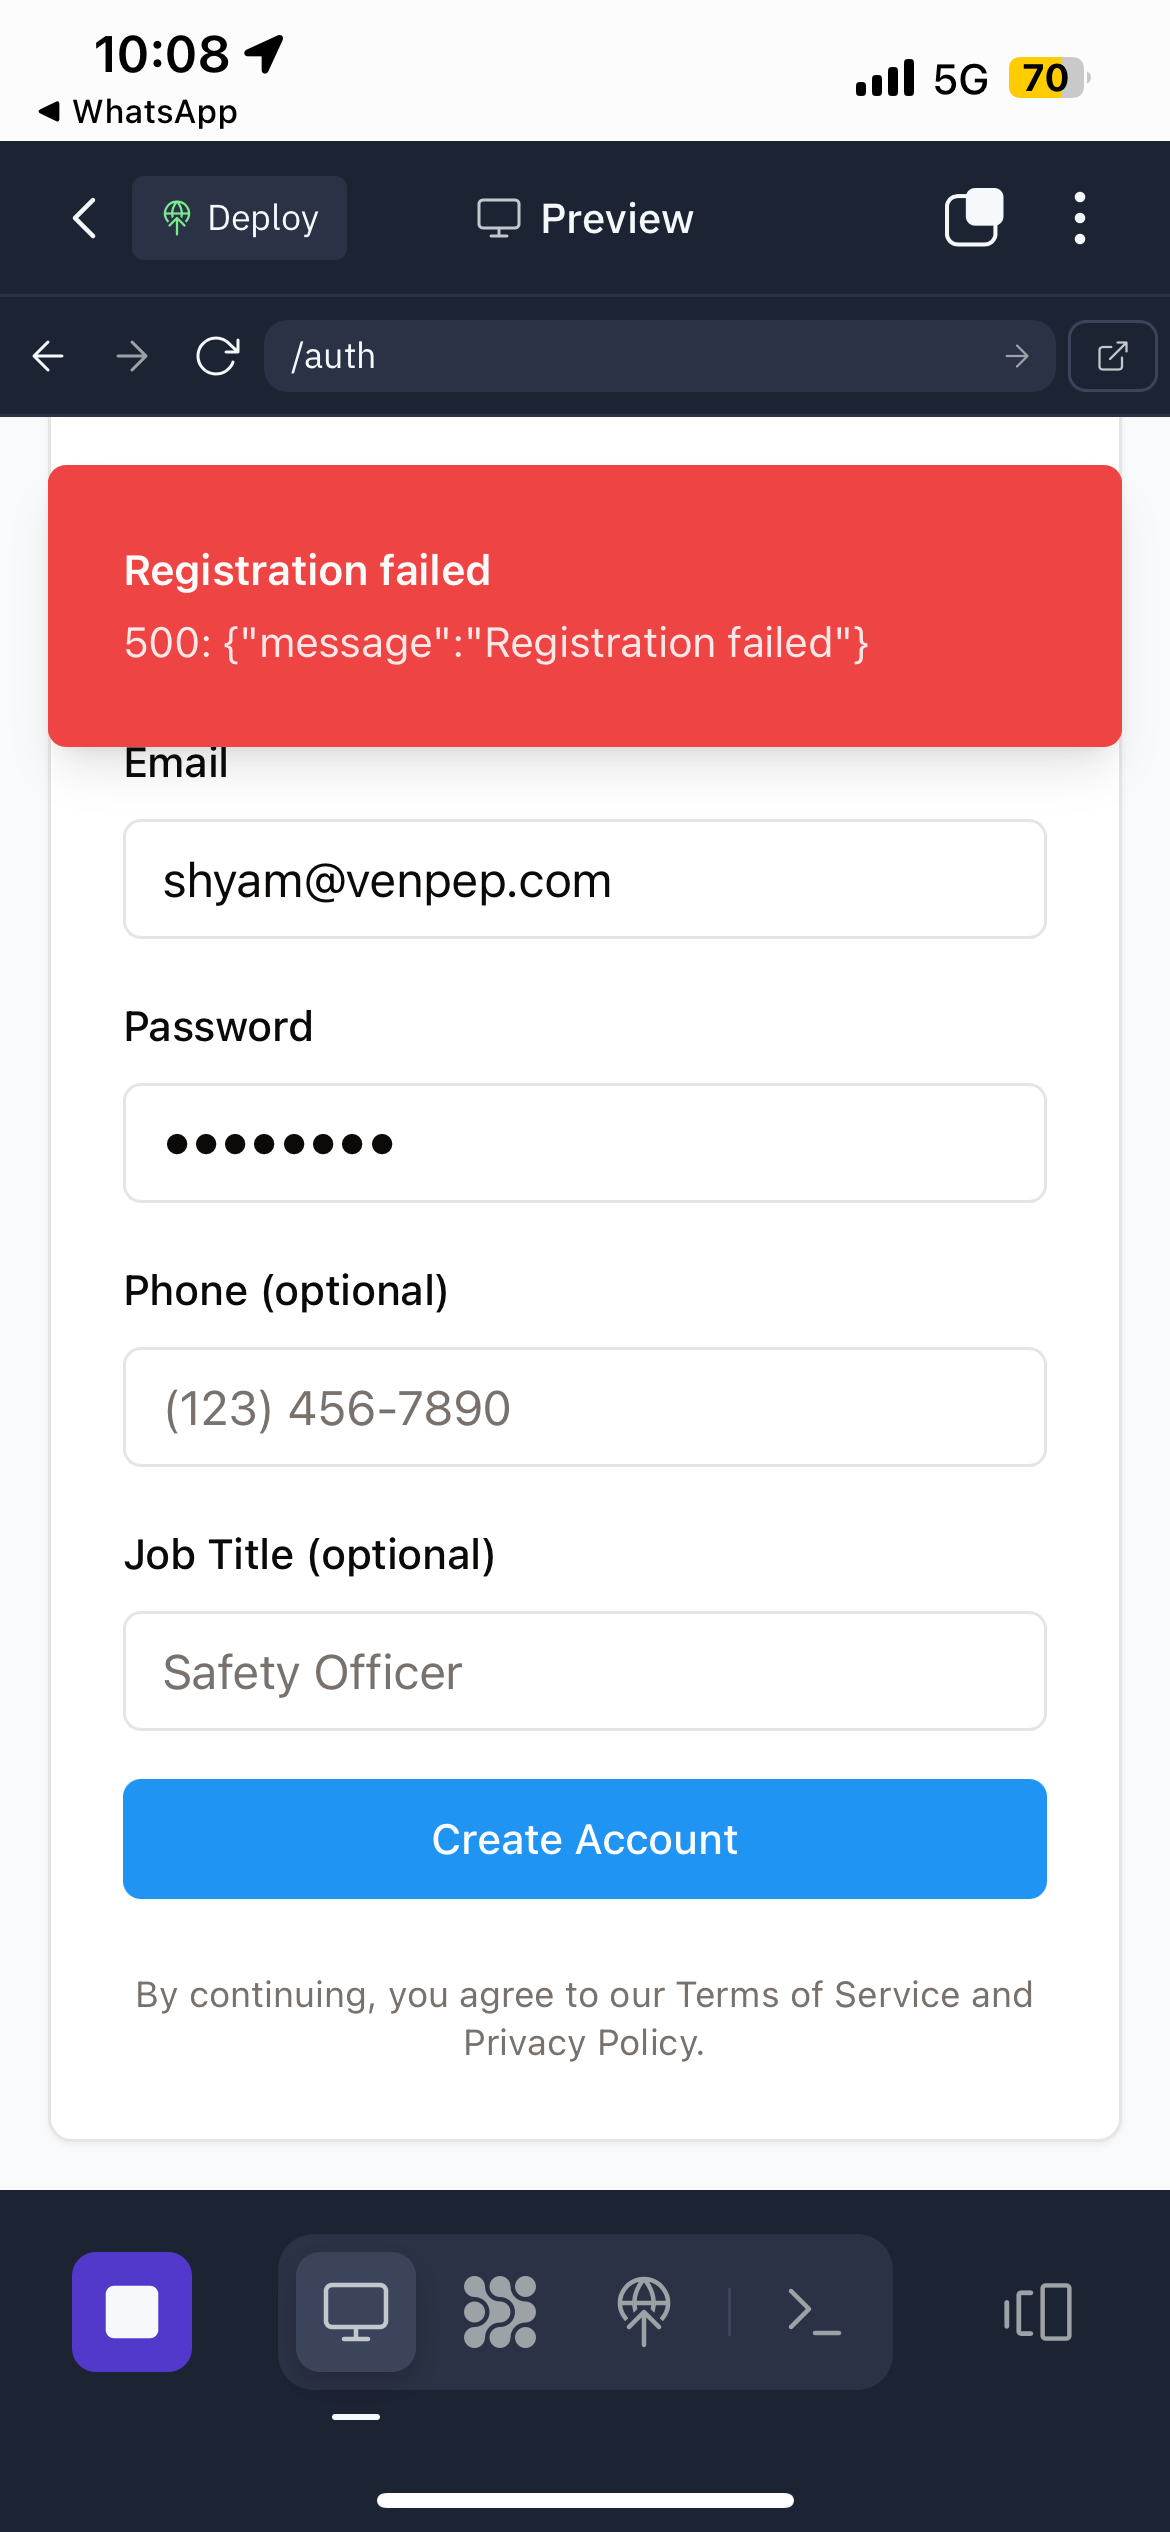 10:08
WhatsApp
5G
70
Deploy
Preview
/auth
Registration failed
500: {"message":"Registration failed"}
Email
shyam@venpep.com
Password
Phone (optional)
(123) 456-7890
Job Title (optional)
Safety Officer
Create Account
By continuing, you agree to our Terms of Service and
Privacy Policy.